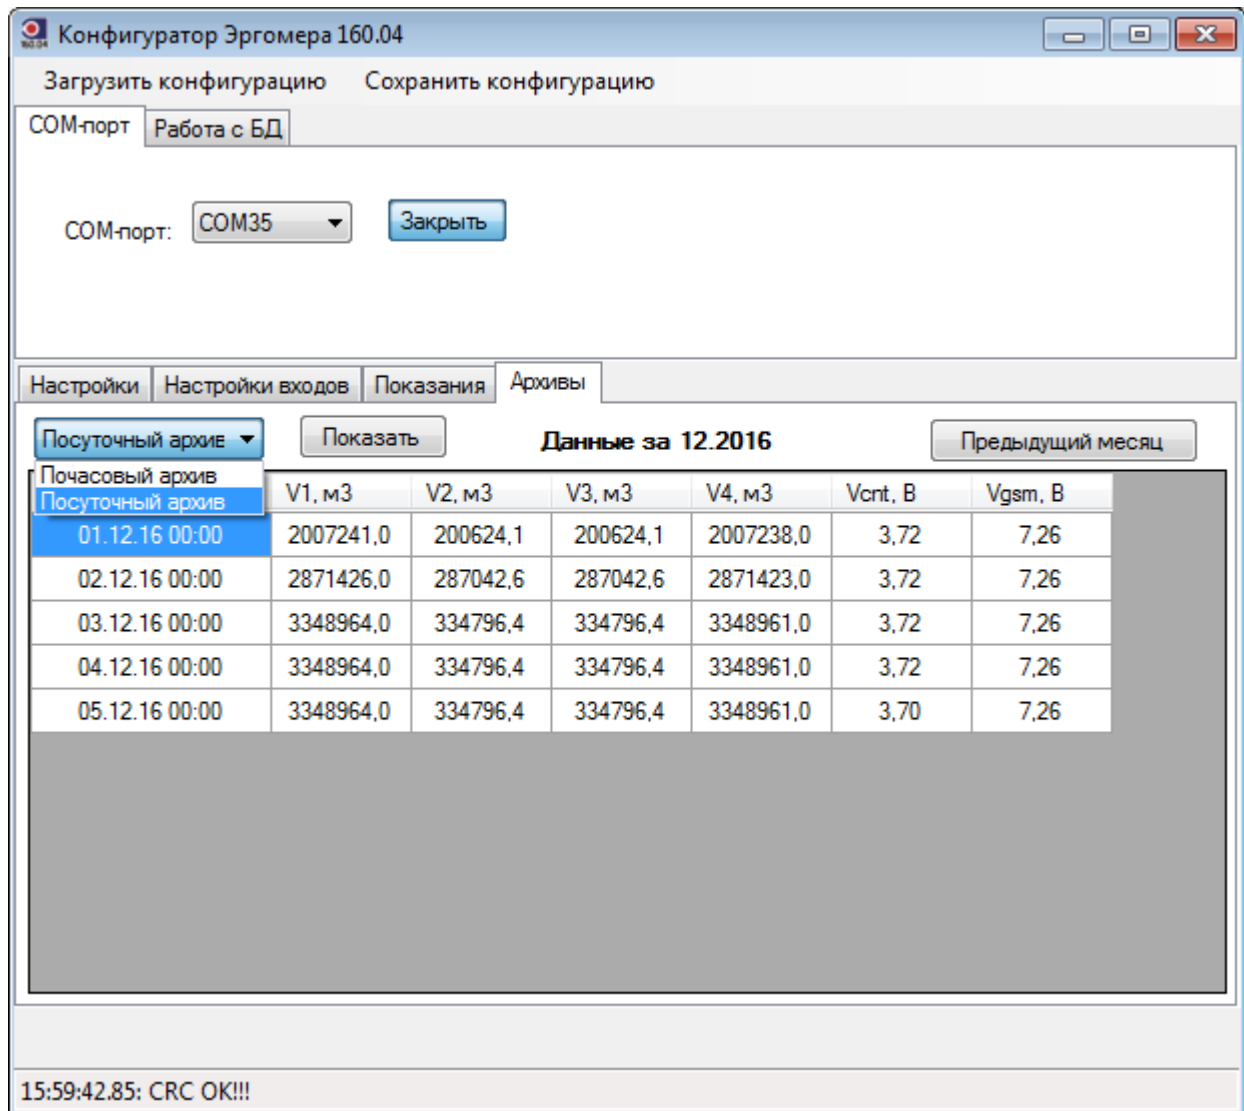 160.04 Конфигуратор Эргомера 160.04
Загрузить конфигурацию Сохранить конфигурацию
COM-порт Работа с БД
COM-порт: COM35 Закрыть
Настройки Настройки входов Показания Архивы
Посуточный архив Показать Данные за 12.2016 Предыдущий месяц
Почасовый архив
Посуточный архив
V1, м3 V2, м3 V3, м3 V4, м3 Vcnt, В Vgsm, В
01.12.16 00:00 2007241,0 200624,1 200624,1 2007238,0 3,72 7,26
02.12.16 00:00 2871426,0 287042,6 287042,6 2871423,0 3,72 7,26
03.12.16 00:00 3348964,0 334796,4 334796,4 3348961,0 3,72 7,26
04.12.16 00:00 3348964,0 334796,4 334796,4 3348961,0 3,72 7,26
05.12.16 00:00 3348964,0 334796,4 334796,4 3348961,0 3,70 7,26
15:59:42.85: CRC OK!!!